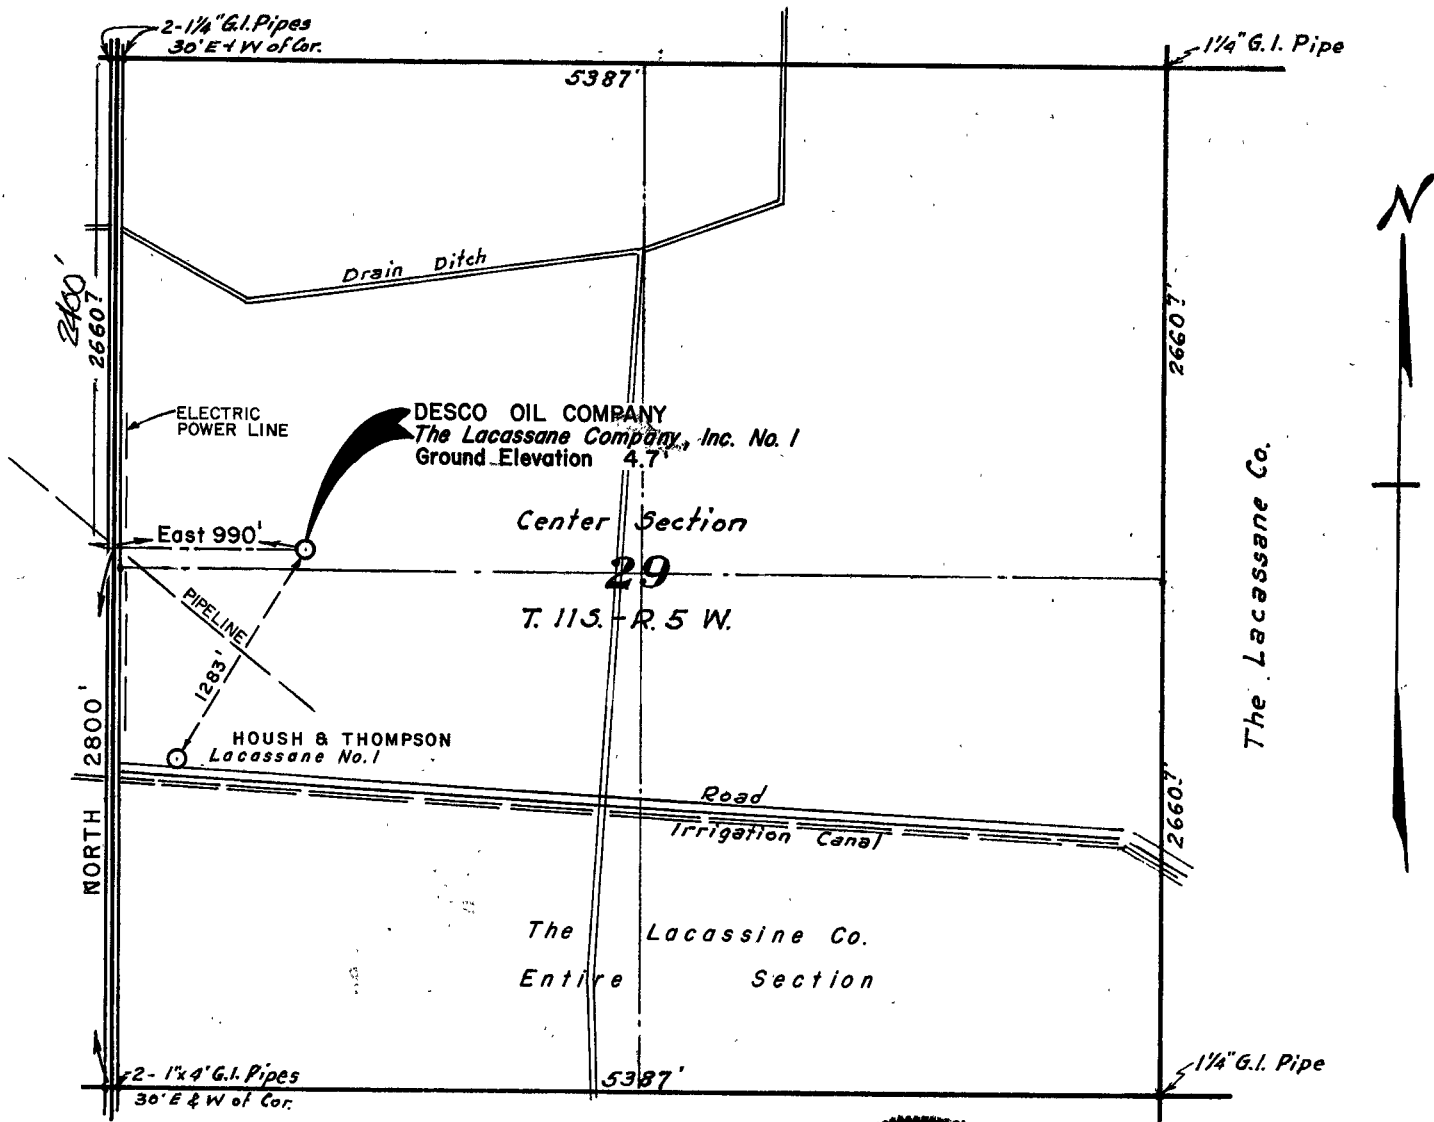 2-1¼" G.I. Pipes
30' E & W of Cor.
1¼" G.I. Pipe
5387'
N
Drain Ditch
2400'
2660.7'
2660.7'
ELECTRIC
POWER LINE
DESCO OIL COMPANY
The Lacassane Company, Inc. No. 1
Ground Elevation 4.7'
East 990'
Center Section
29
T. 11S. - R. 5 W.
The Lacassane Co.
PIPELINE
1283'
NORTH 2800'
HOUSH & THOMPSON
Lacassane No. 1
Road
Irrigation Canal
2660.7'
The Lacassine Co.
Entire Section
2- 1"x4' G.I. Pipes
30' E & W of Cor.
5387'
1¼" G.I. Pipe